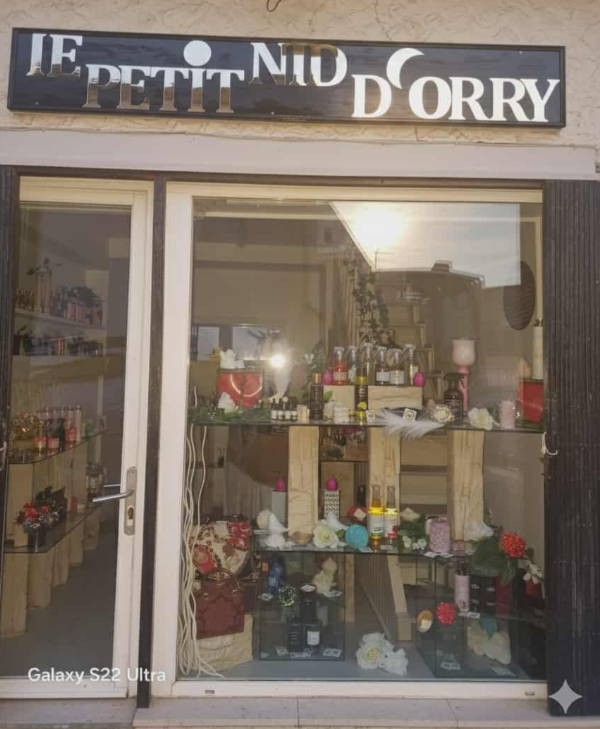 LE PETIT NID D'ORRY
Galaxy S22 Ultra